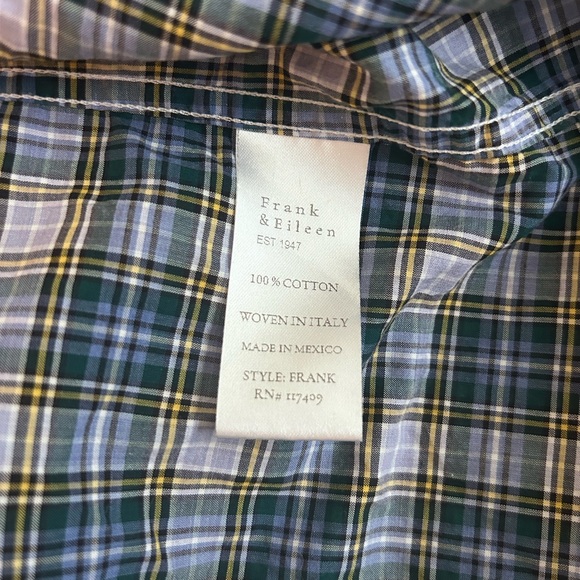 Frank
& Eileen
EST 1947
100% COTTON
WOVEN IN ITALY
MADE IN MEXICO
STYLE: FRANK
RN# 117409